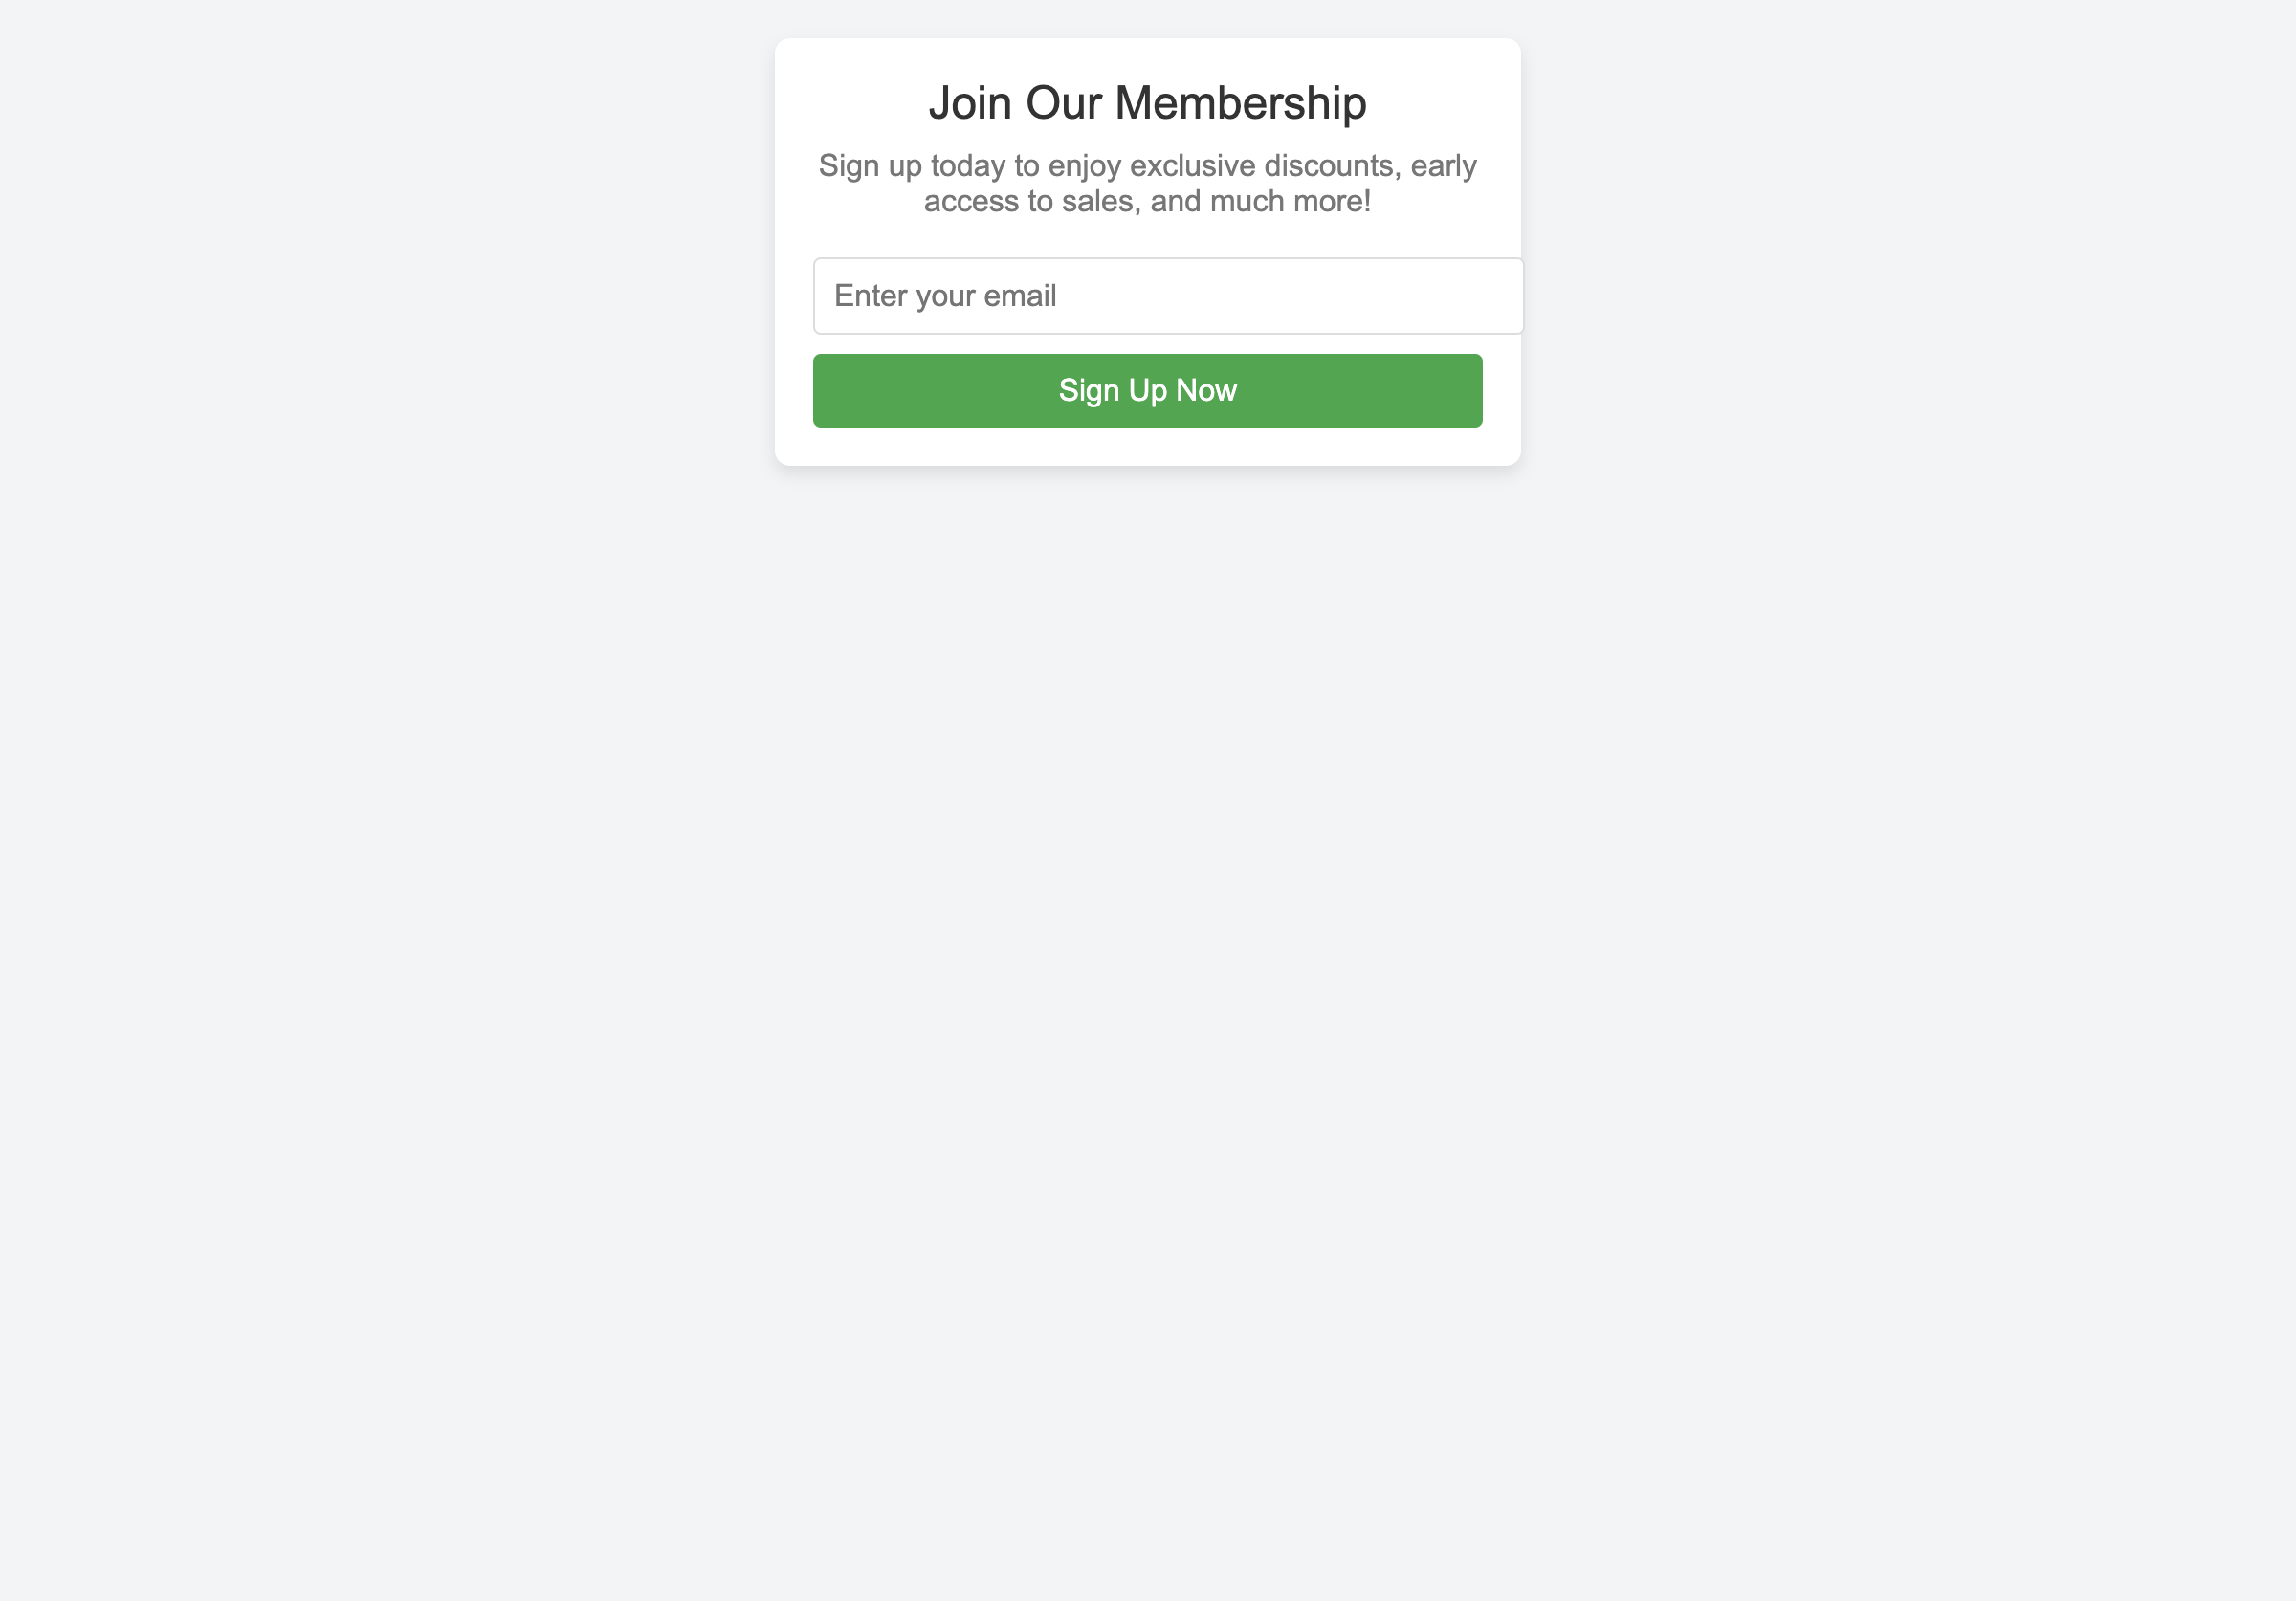 Join Our Membership
Sign up today to enjoy exclusive discounts, early
access to sales, and much more!
Enter your email
Sign Up Now